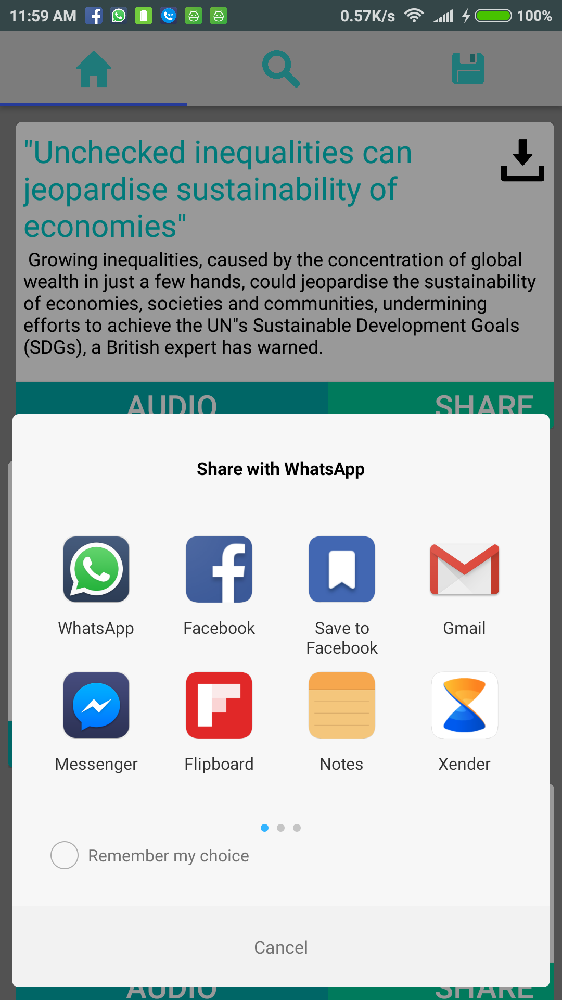 11:59 AM 0.57K/s 100%
"Unchecked inequalities can
jeopardise sustainability of
economies"
Growing inequalities, caused by the concentration of global
wealth in just a few hands, could jeopardise the sustainability
of economies, societies and communities, undermining
efforts to achieve the UN"s Sustainable Development Goals
(SDGs), a British expert has warned.
AUDIO SHARE
Share with WhatsApp
WhatsApp Facebook Save to Gmail
Facebook
Messenger Flipboard Notes Xender
Remember my choice
Cancel
AUDIO SHARE